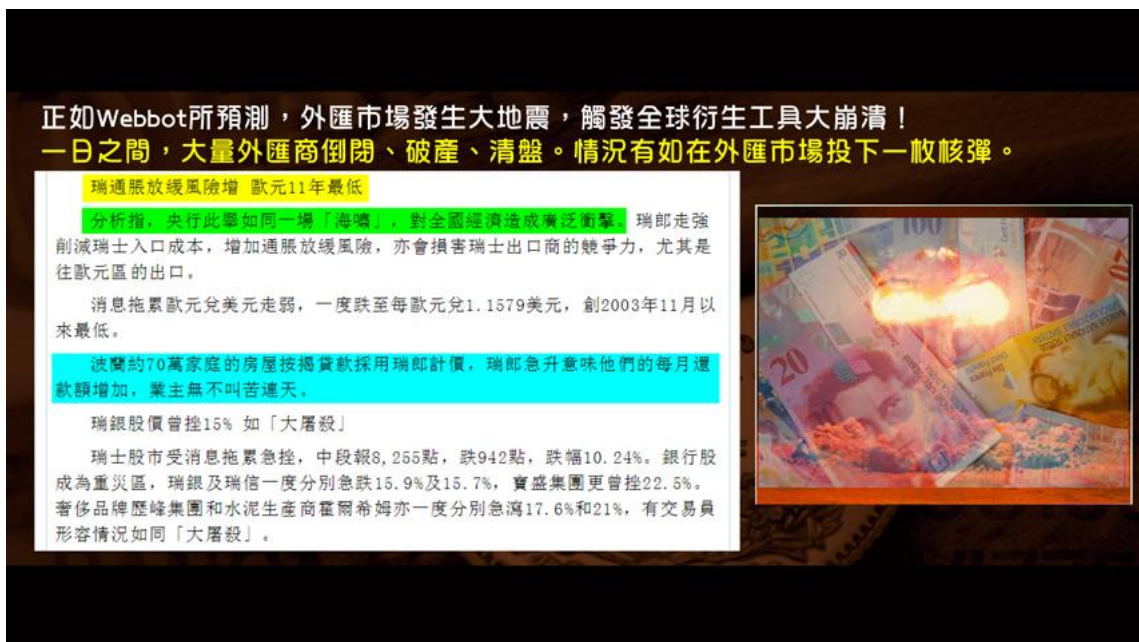 正如Webbot所預測，外匯市場發生大地震，觸發全球衍生工具大崩潰！
一日之間，大量外匯商倒閉、破產、清盤。情況有如在外匯市場投下一枚核彈。
瑞通脹放緩風險增 歐元11年最低
分析指，央行此舉如同一場「海嘯」，對全國經濟造成廣泛衝擊。瑞郎走強
削減瑞士入口成本，增加通脹放緩風險，亦會損害瑞士出口商的競爭力，尤其是
往歐元區的出口。
消息拖累歐元兌美元走弱，一度跌至每歐元兌1.1579美元，創2003年11月以
來最低。
波蘭約70萬家庭的房屋按揭貸款採用瑞郎計價，瑞郎急升意味他們的每月還
款額增加，業主無不叫苦連天。
瑞銀股價曾挫15% 如「大屠殺」
瑞士股市受消息拖累急挫，中段報8,255點，跌942點，跌幅10.24%。銀行股
成為重災區，瑞銀及瑞信一度分別急跌15.9%及15.7%，寶盛集團更曾挫22.5%。
奢侈品牌歷峰集團和水泥生產商霍爾希姆亦一度分別急瀉17.6%和21%，有交易員
形容情況如同「大屠殺」。
100
20